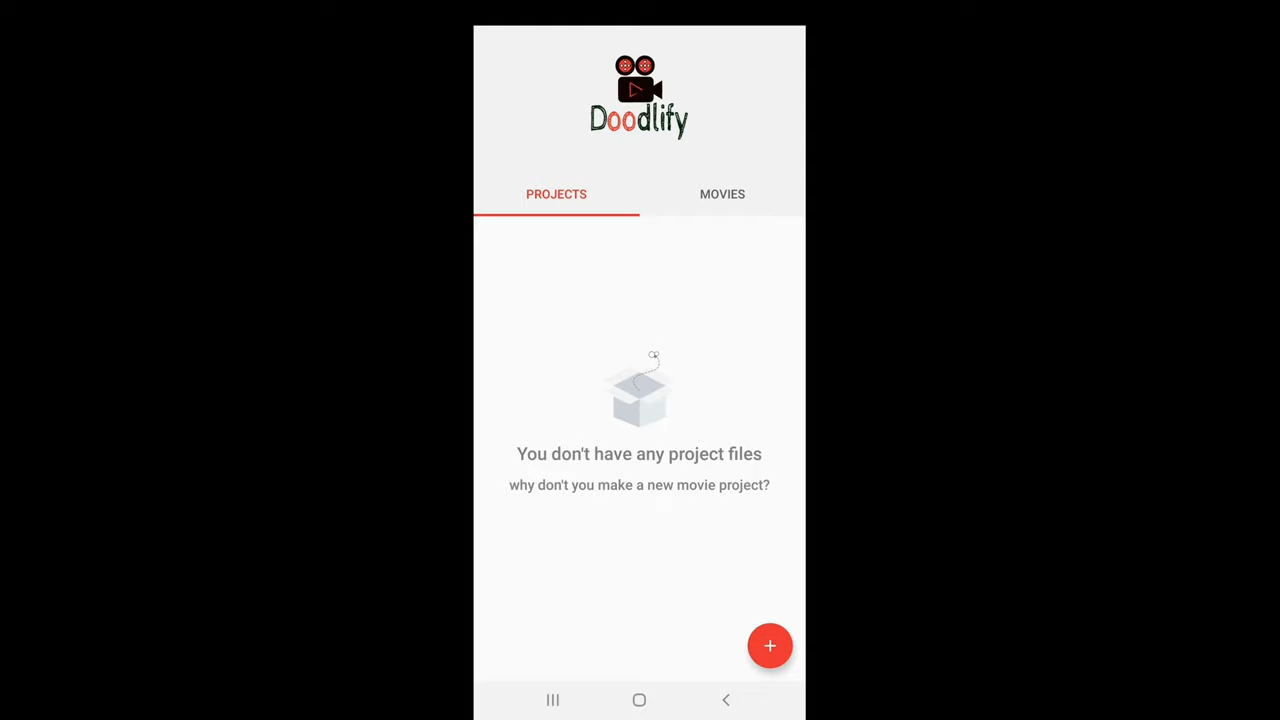 Doodlify
PROJECTS
MOVIES
You don't have any project files
why don't you make a new movie project?